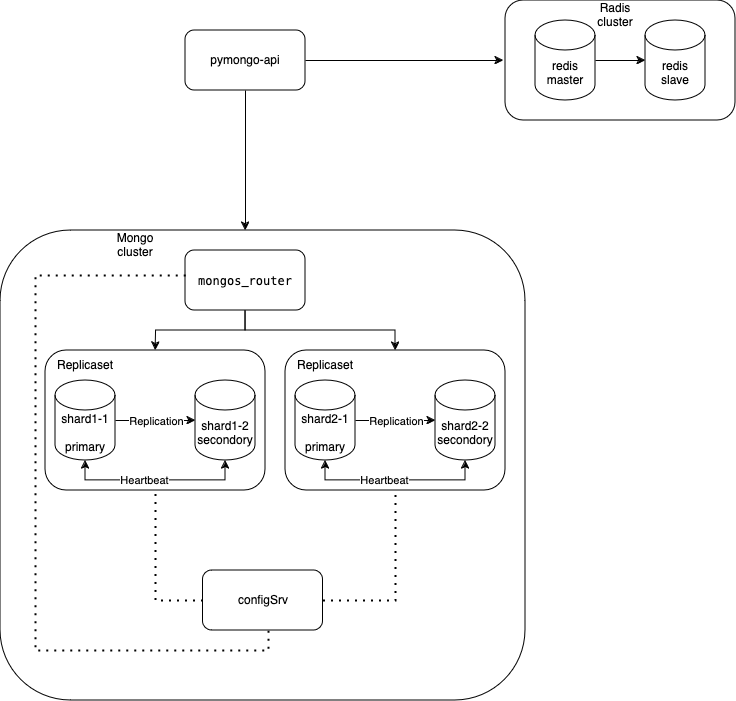 Radis
cluster
pymongo-api
redis
master
redis
slave
Mongo
cluster
mongos_router
Replicaset
shard1-1
primary
Replication
shard1-2
secondory
Heartbeat
Replicaset
shard2-1
primary
Replication
shard2-2
secondory
Heartbeat
configSrv